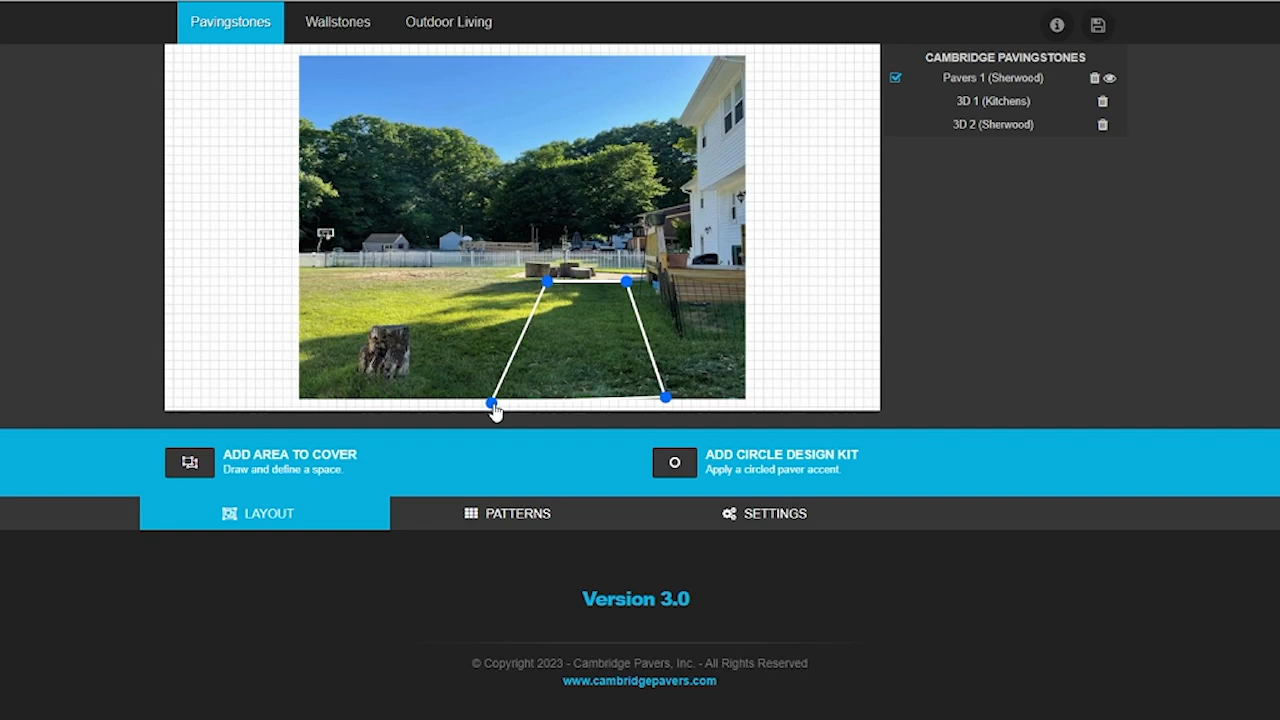 Pavingstones
Wallstones
Outdoor Living
CAMBRIDGE PAVINGSTONES
Pavers 1 (Sherwood)
3D 1 (Kitchens)
3D 2 (Sherwood)
ADD AREA TO COVER
Draw and define a space.
ADD CIRCLE DESIGN KIT
Apply a circled paver accent.
LAYOUT
PATTERNS
SETTINGS
Version 3.0
© Copyright 2023 - Cambridge Pavers, Inc. - All Rights Reserved
www.cambridgepavers.com